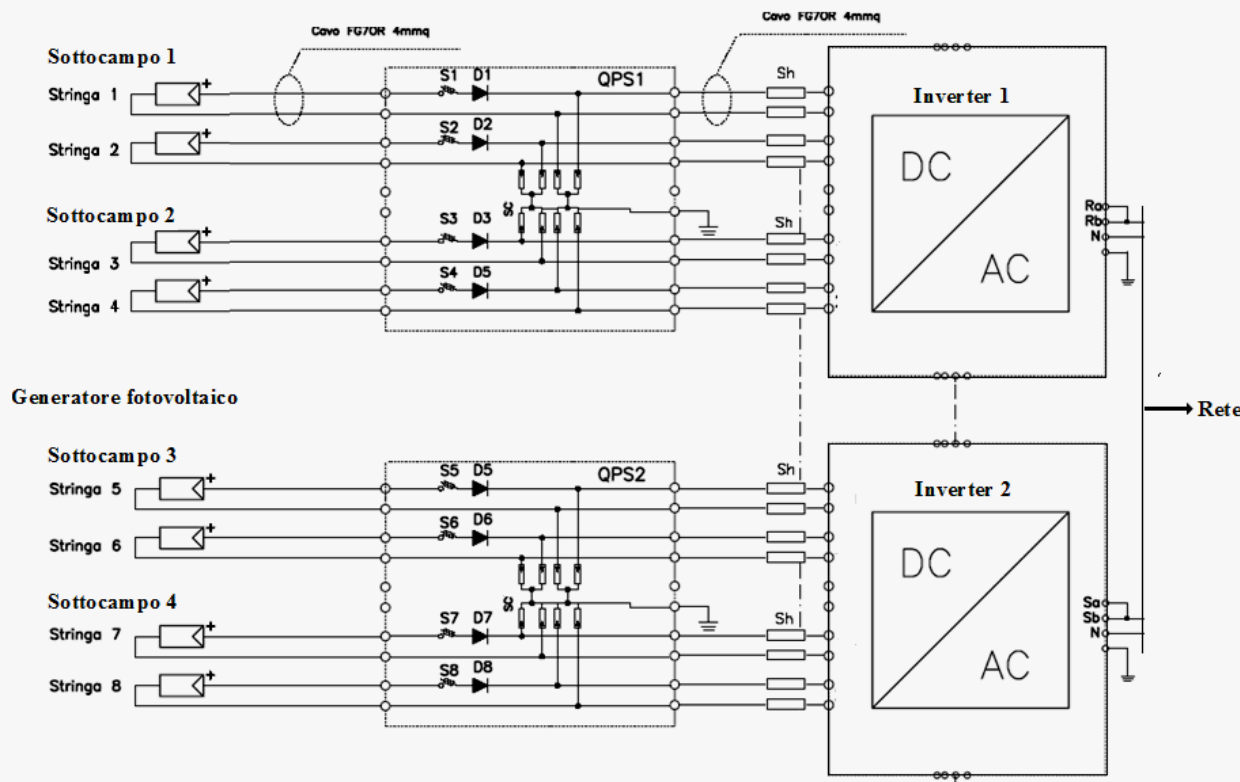 Cavo FG7OR 4mmq
Cavo FG7OR 4mmq
Sottocampo 1
S1 D1
QPS1
Sh
Stringa 1
Inverter 1
S2 D2
Stringa 2
DC
AC
SC
Sottocampo 2
S3 D3
Sh
Ra
Rb
N
Stringa 3
S4 D5
Stringa 4
Generatore fotovoltaico
Rete
Sottocampo 3
S5 D5
QPS2
Sh
Stringa 5
Inverter 2
S6 D6
Stringa 6
DC
AC
SC
Sottocampo 4
S7 D7
Sh
Sa
Sb
N
Stringa 7
S8 D8
Stringa 8